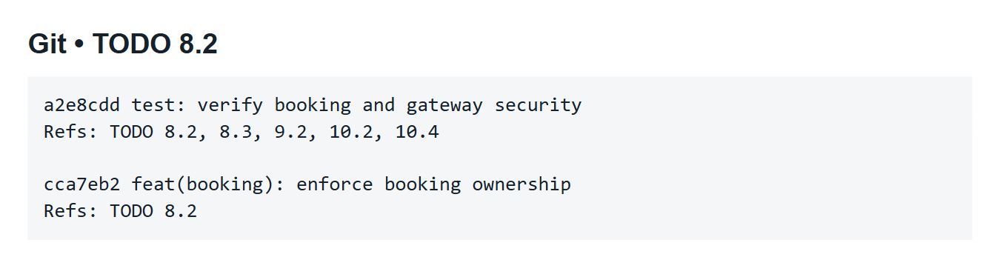 Git • TODO 8.2
a2e8cdd test: verify booking and gateway security
Refs: TODO 8.2, 8.3, 9.2, 10.2, 10.4
cca7eb2 feat(booking): enforce booking ownership
Refs: TODO 8.2